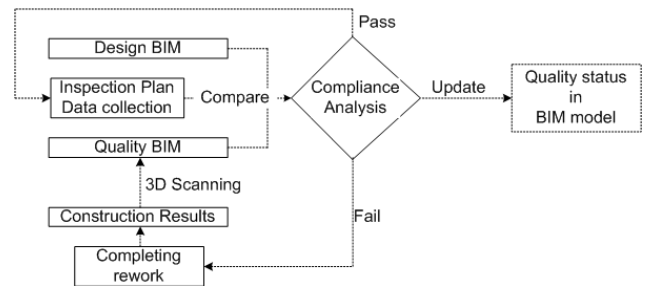 Pass
Design BIM
Inspection Plan
Data collection
Compare
Compliance
Analysis
Update
Quality status
in
BIM model
Quality BIM
3D Scanning
Construction Results
Fail
Completing
rework